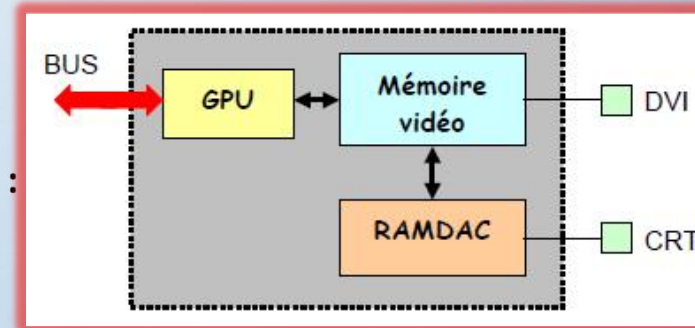 BUS
GPU
Mémoire
vidéo
DVI
:
RAMDAC
CRT